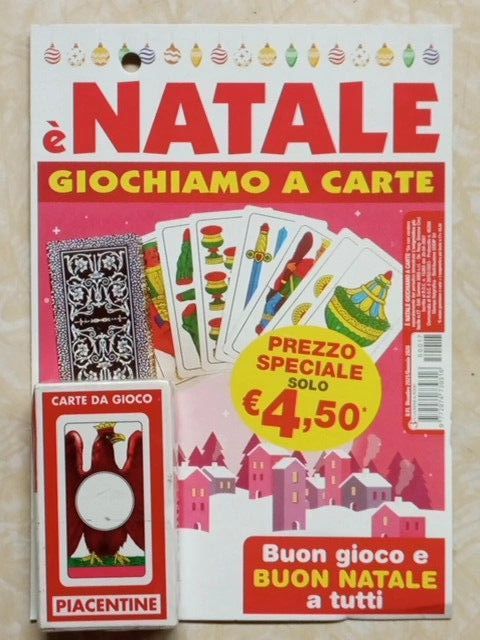 è NATALE
GIOCHIAMO A CARTE
PREZZO
SPECIALE
SOLO
€4,50*
CARTE DA GIOCO
PIACENTINE
Buon gioco e
BUON NATALE
a tutti